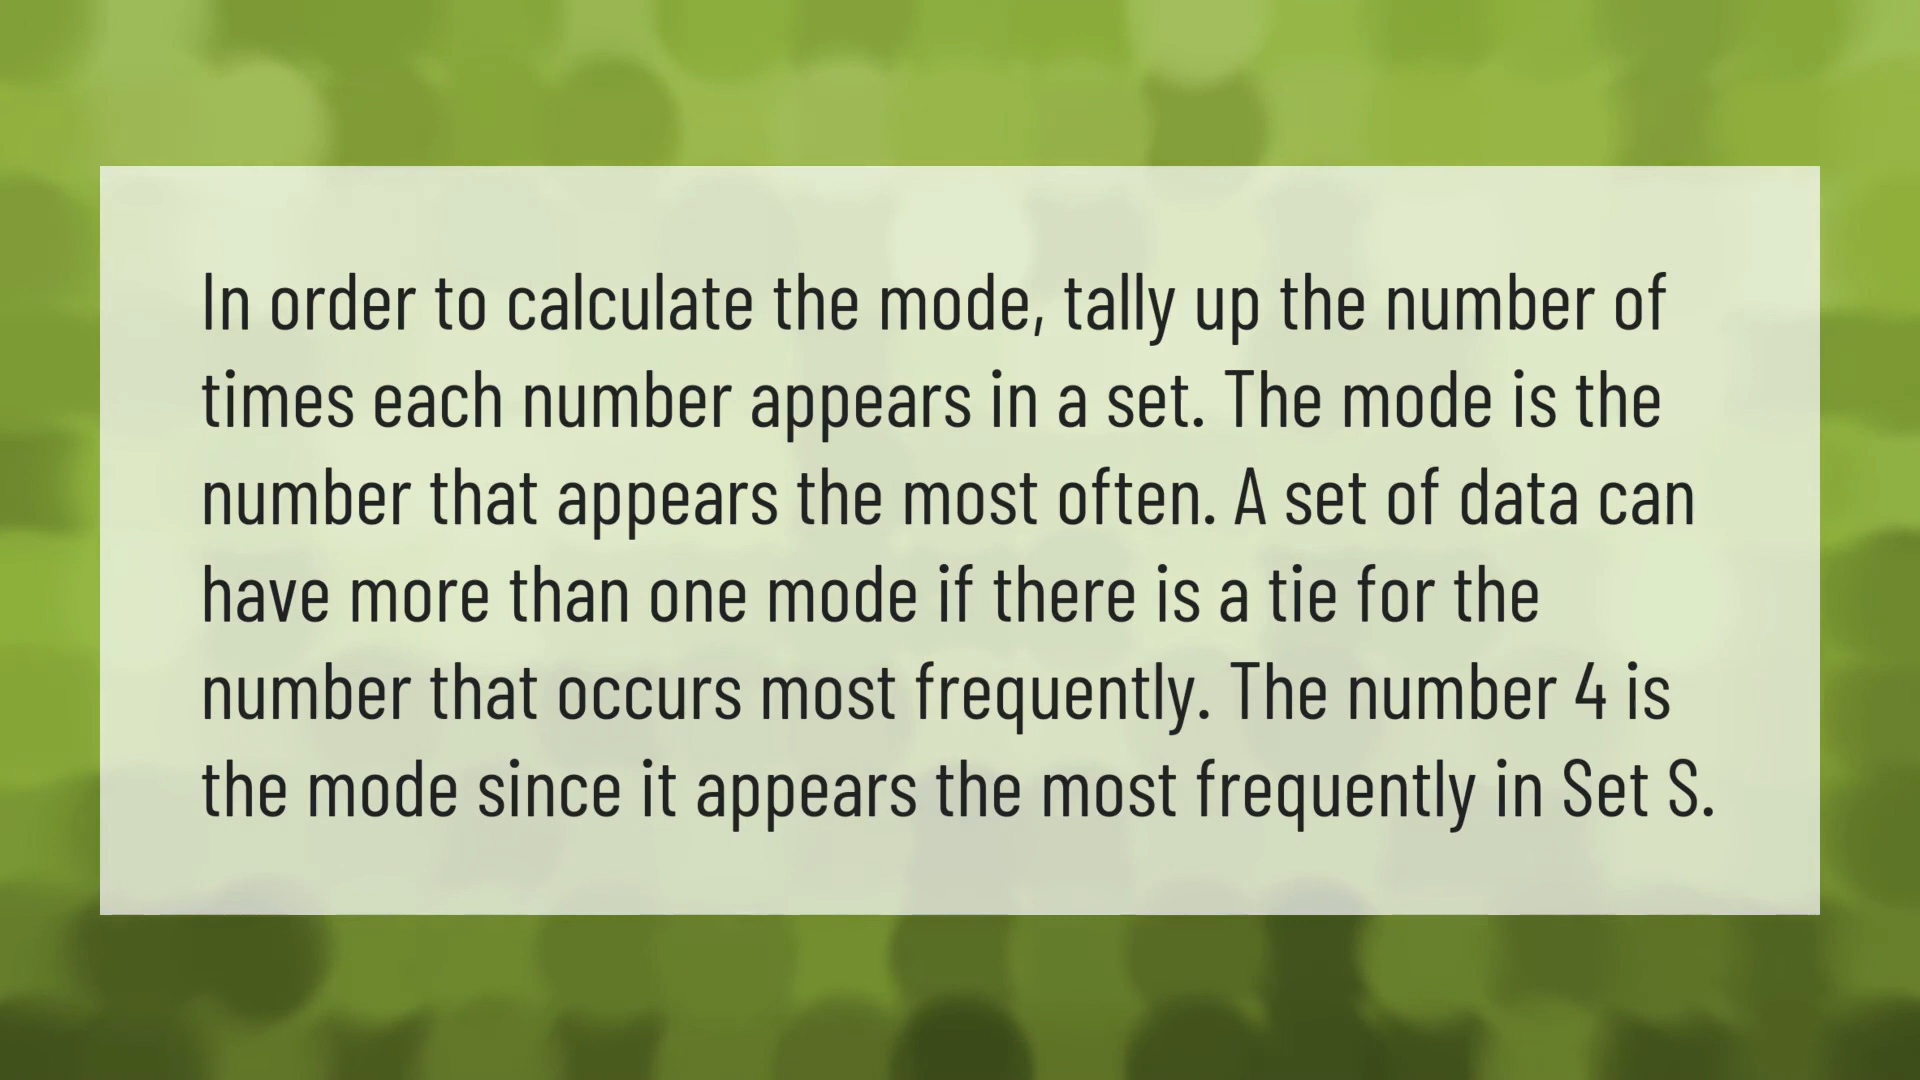 In order to calculate the mode, tally up the number of
times each number appears in a set. The mode is the
number that appears the most often. A set of data can
have more than one mode if there is a tie for the
number that occurs most frequently. The number 4 is
the mode since it appears the most frequently in Set S.